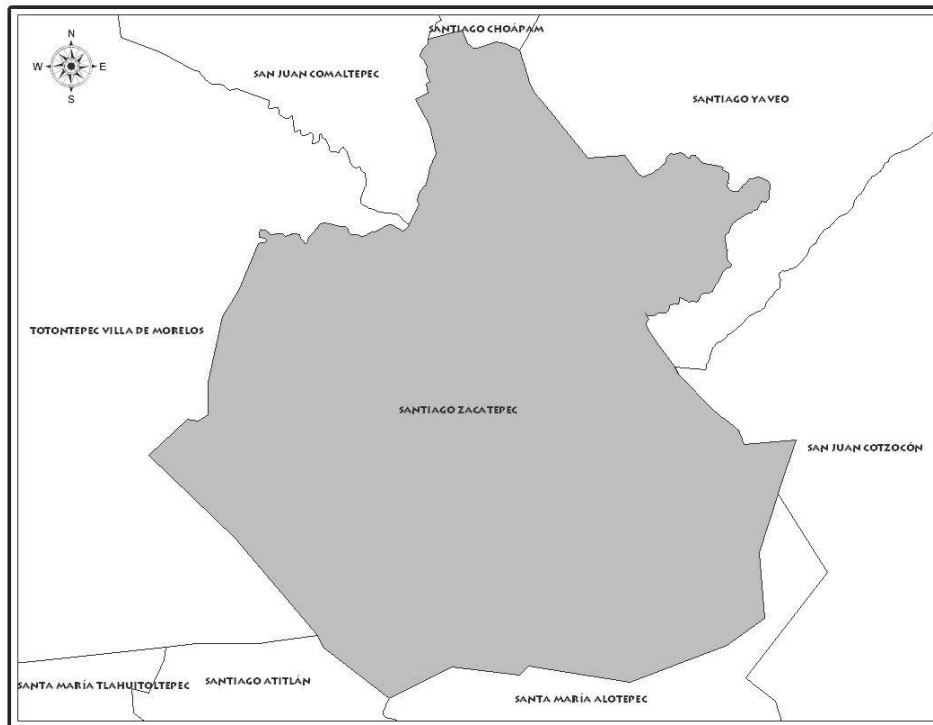 SANTIAGO CHOÁPAM
N
W E
S
SAN JUAN COMALTEPEC
SANTIAGO YAVEO
TOTONTEPEC VILLA DE MORELOS
SANTIAGO ZACATEPEC
SAN JUAN COTZOCÓN
SANTA MARÍA TLAHUITOLTEPEC
SANTIAGO ATITLÁN
SANTA MARÍA ALOTEPEC